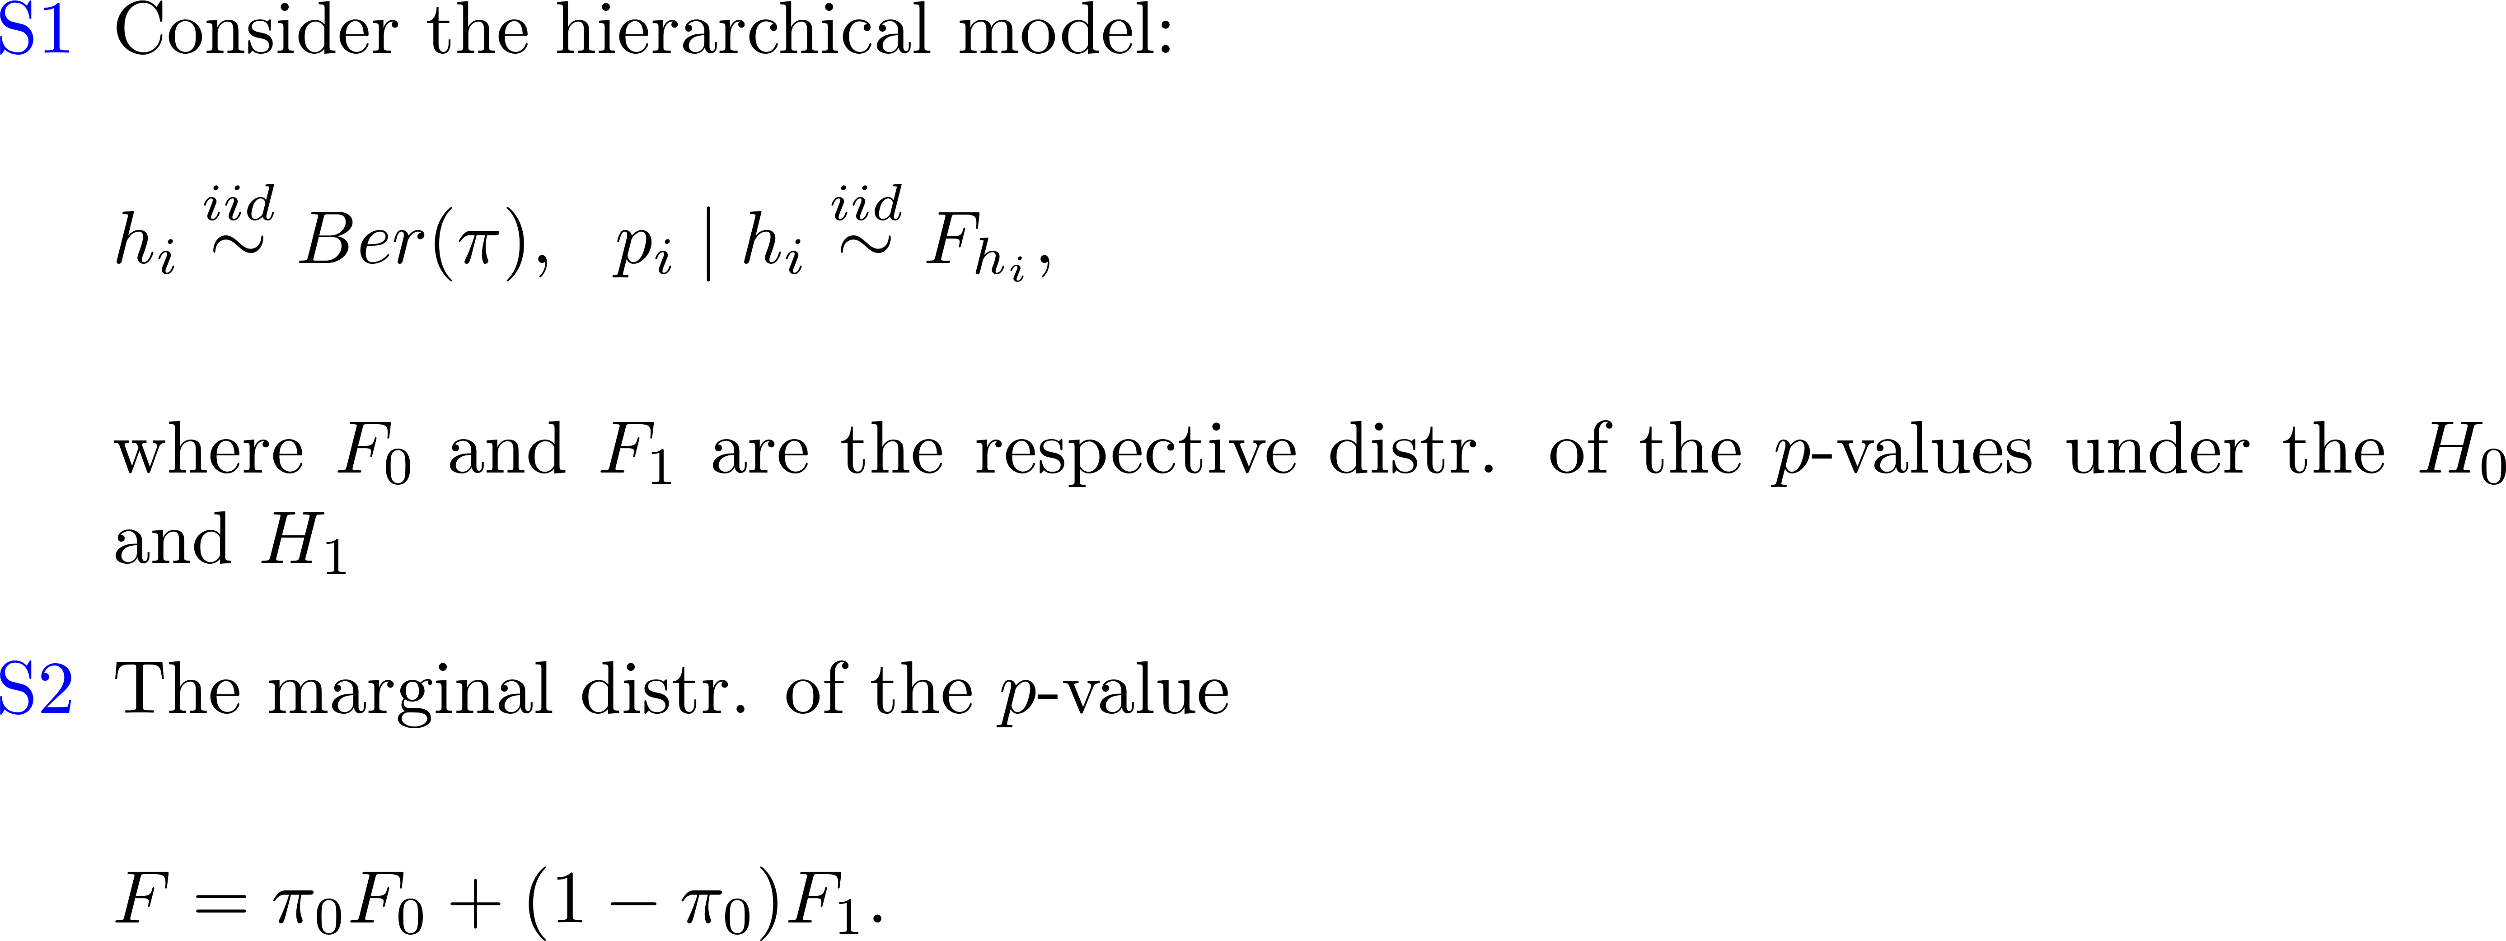 S1 Consider the hierarchical model:
$h_i \overset{iid}{\sim} Ber(\pi), \quad p_i \mid h_i \overset{iid}{\sim} F_{h_i},$
where $F_0$ and $F_1$ are the respective distr. of the $p$-values under the $H_0$
and $H_1$
S2 The marginal distr. of the $p$-value
$F = \pi_0 F_0 + (1 - \pi_0) F_1.$